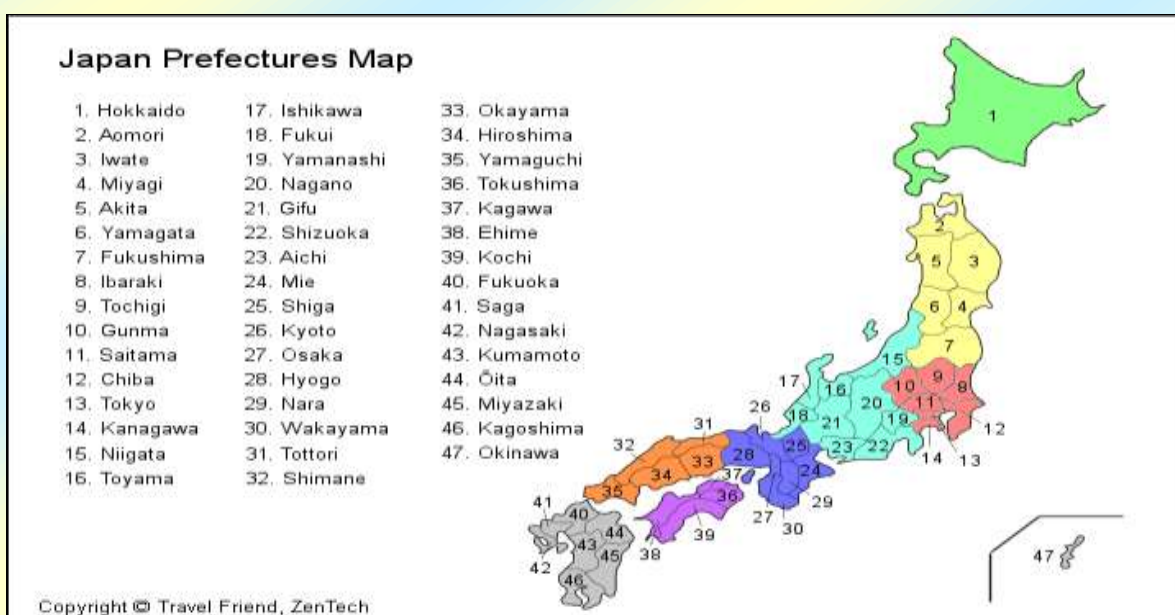 Japan Prefectures Map
1. Hokkaido
2. Aomori
3. Iwate
4. Miyagi
5. Akita
6. Yamagata
7. Fukushima
8. Ibaraki
9. Tochigi
10. Gunma
11. Saitama
12. Chiba
13. Tokyo
14. Kanagawa
15. Niigata
16. Toyama
17. Ishikawa
18. Fukui
19. Yamanashi
20. Nagano
21. Gifu
22. Shizuoka
23. Aichi
24. Mie
25. Shiga
26. Kyoto
27. Osaka
28. Hyogo
29. Nara
30. Wakayama
31. Tottori
32. Shimane
33. Okayama
34. Hiroshima
35. Yamaguchi
36. Tokushima
37. Kagawa
38. Ehime
39. Kochi
40. Fukuoka
41. Saga
42. Nagasaki
43. Kumamoto
44. Ōita
45. Miyazaki
46. Kagoshima
47. Okinawa
1
2
5 3
6 4
7
15
17 16 10 9 8
20 11
18 21 19 12
26
31 23 22 14 13
32 28 25
33 24
34 37 29
35 36 27 30
41 40
44 39
43 38
42 45
46
47
Copyright © Travel Friend, ZenTech